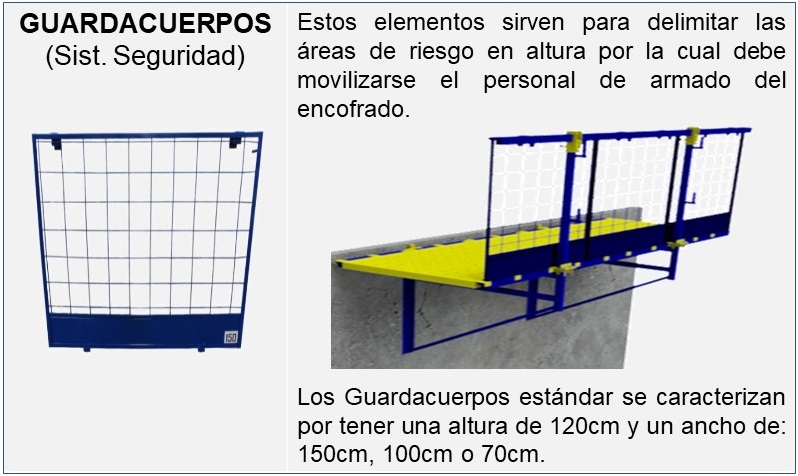 GUARDACUERPOS
(Sist. Seguridad)
Estos elementos sirven para delimitar las
áreas de riesgo en altura por la cual debe
movilizarse el personal de armado del
encofrado.
150
Los Guardacuerpos estándar se caracterizan
por tener una altura de 120cm y un ancho de:
150cm, 100cm o 70cm.